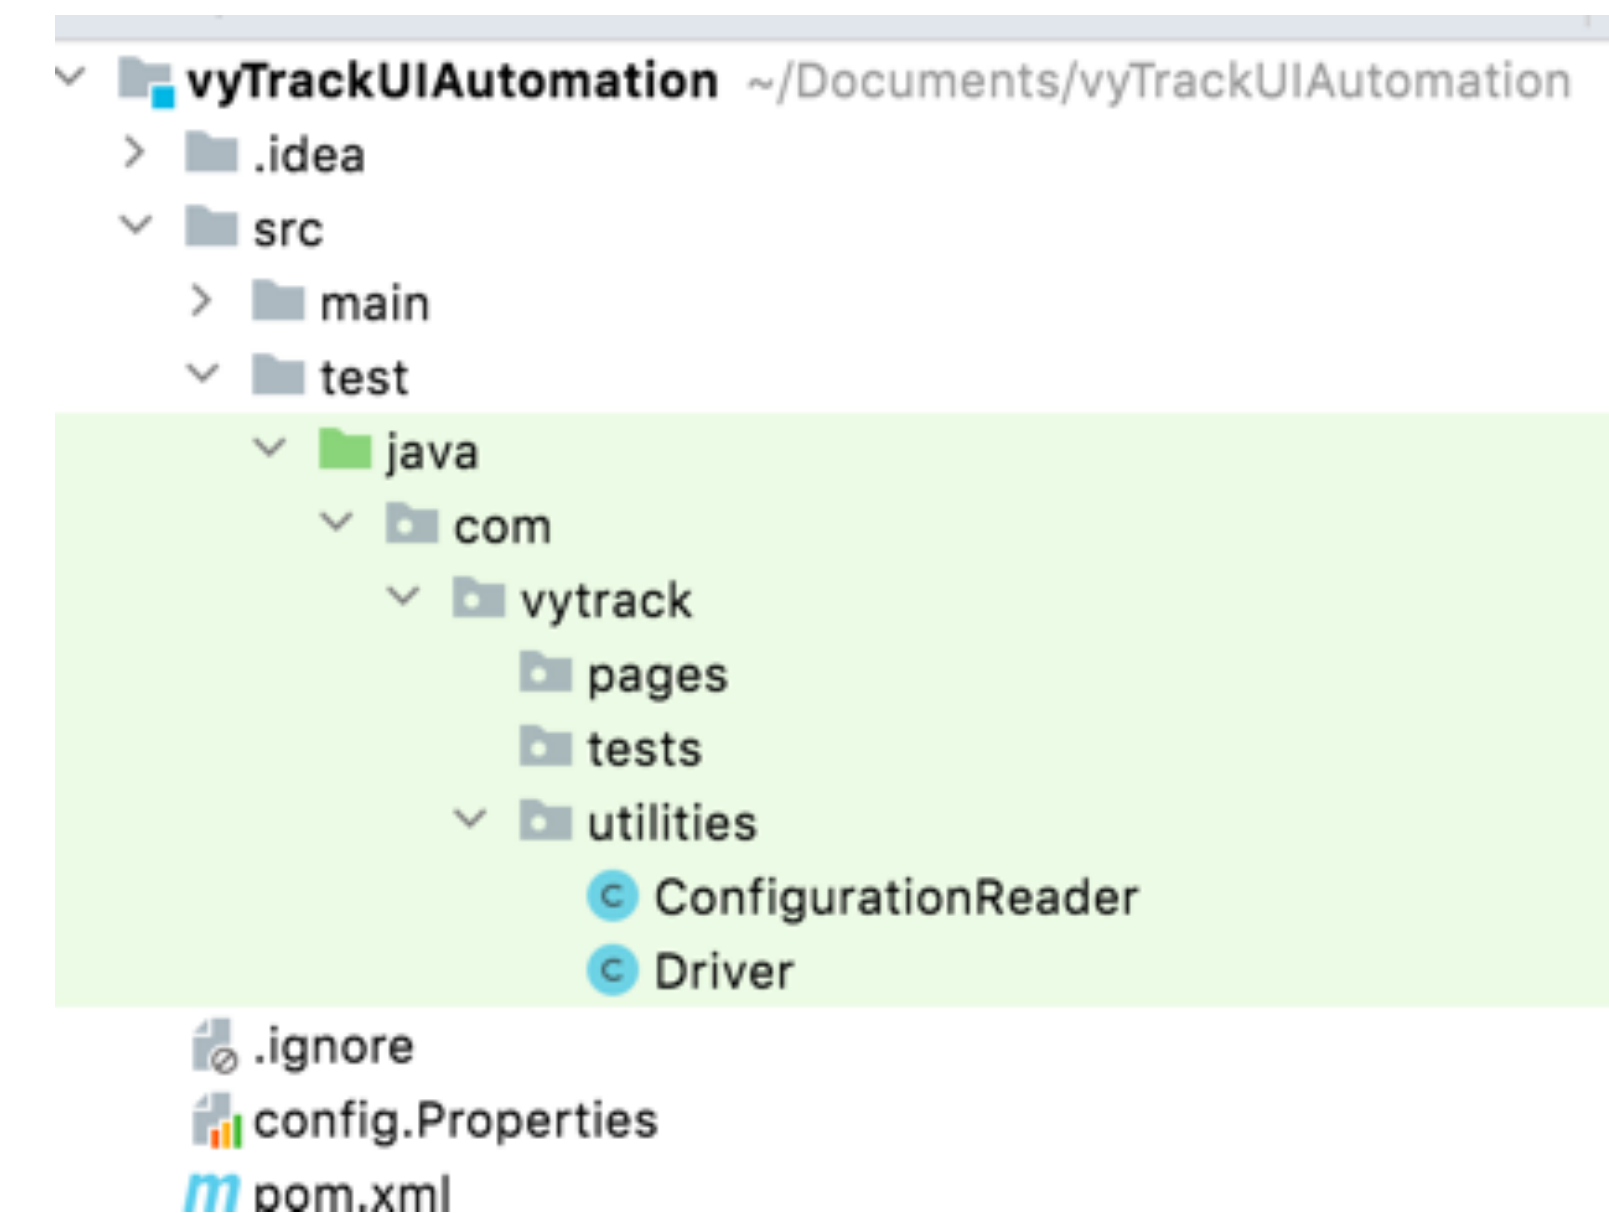 vyTrackUIAutomation ~/Documents/vyTrackUIAutomation
.idea
src
main
test
java
com
vytrack
pages
tests
utilities
C ConfigurationReader
C Driver
.ignore
config.Properties
m pom.xml